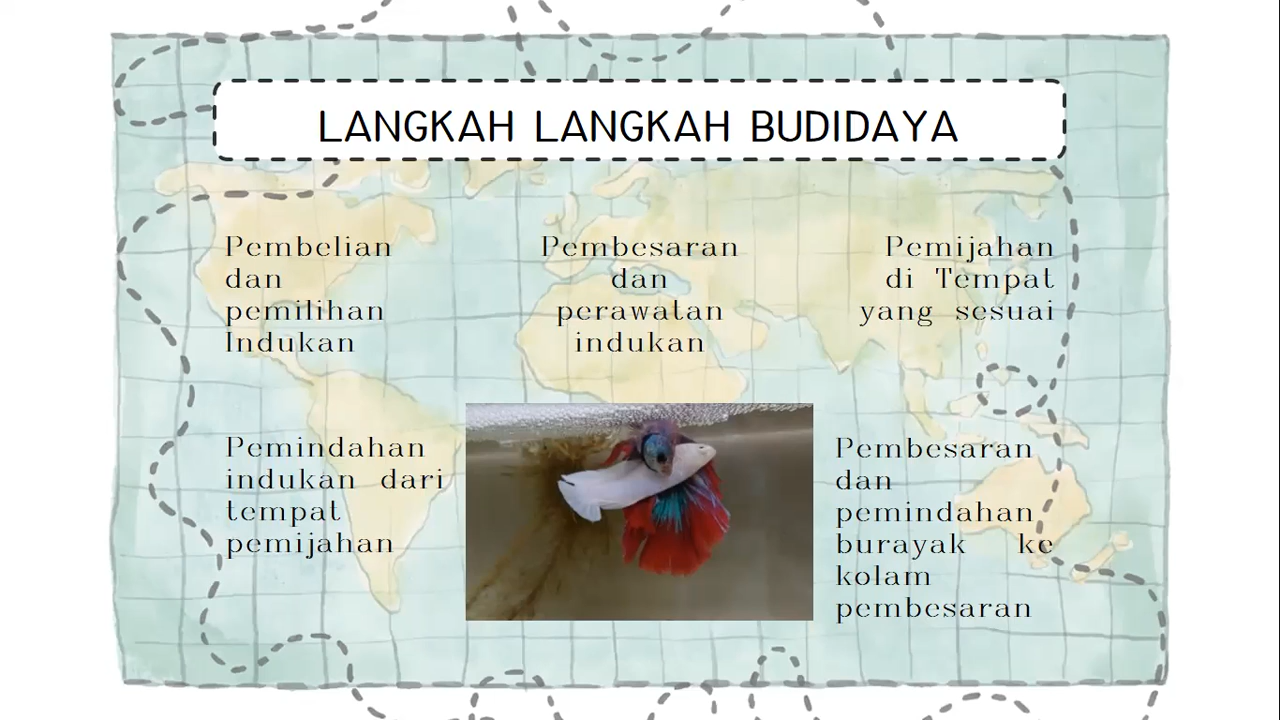 LANGKAH LANGKAH BUDIDAYA
Pembelian
dan
pemilihan
Indukan
Pembesaran
dan
perawatan
indukan
Pemijahan
di Tempat
yang sesuai
Pemindahan
indukan dari
tempat
pemijahan
Pembesaran
dan
pemindahan
burayak ke
kolam
pembesaran